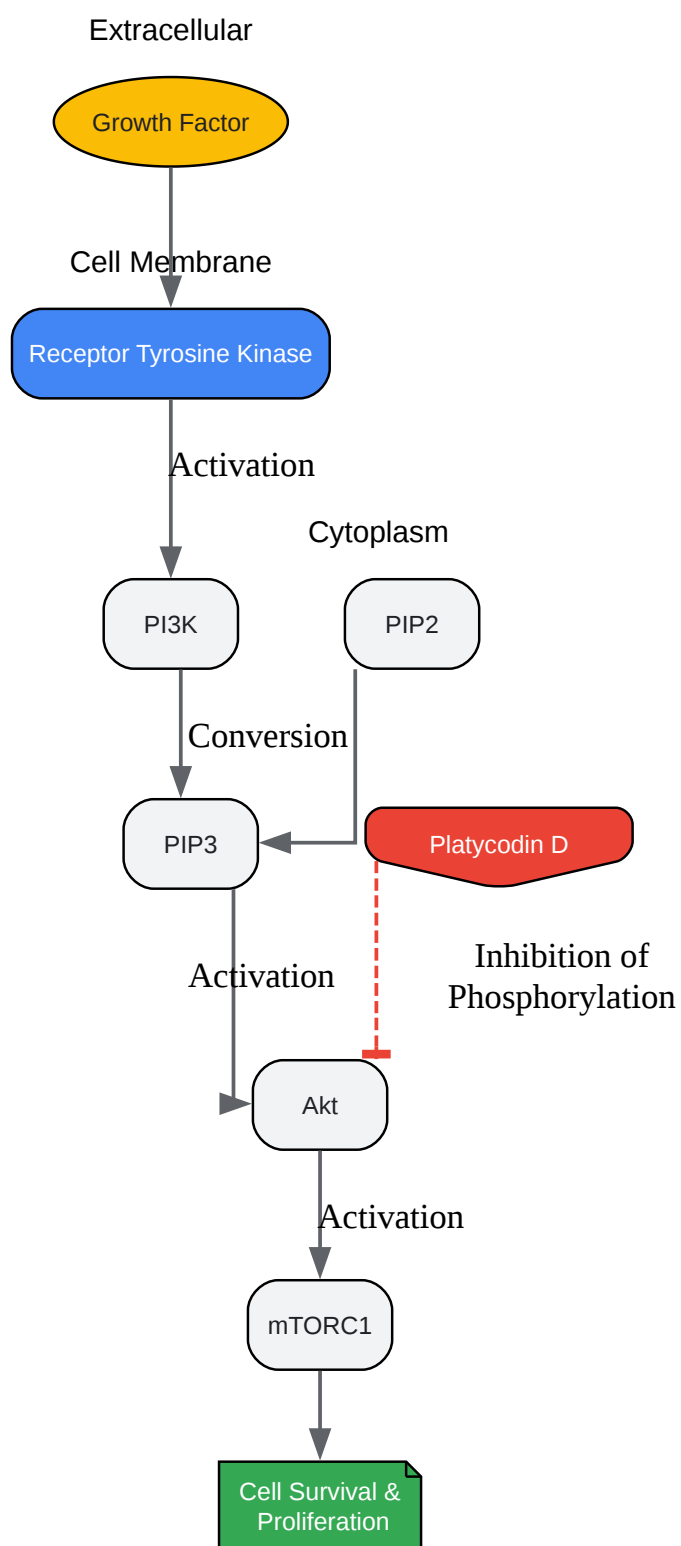 Extracellular
Growth Factor
Cell Membrane
Receptor Tyrosine Kinase
Activation
Cytoplasm
PI3K
PIP2
Conversion
PIP3
Platycodin D
Activation
Inhibition of
Phosphorylation
Akt
Activation
mTORC1
Cell Survival &
Proliferation